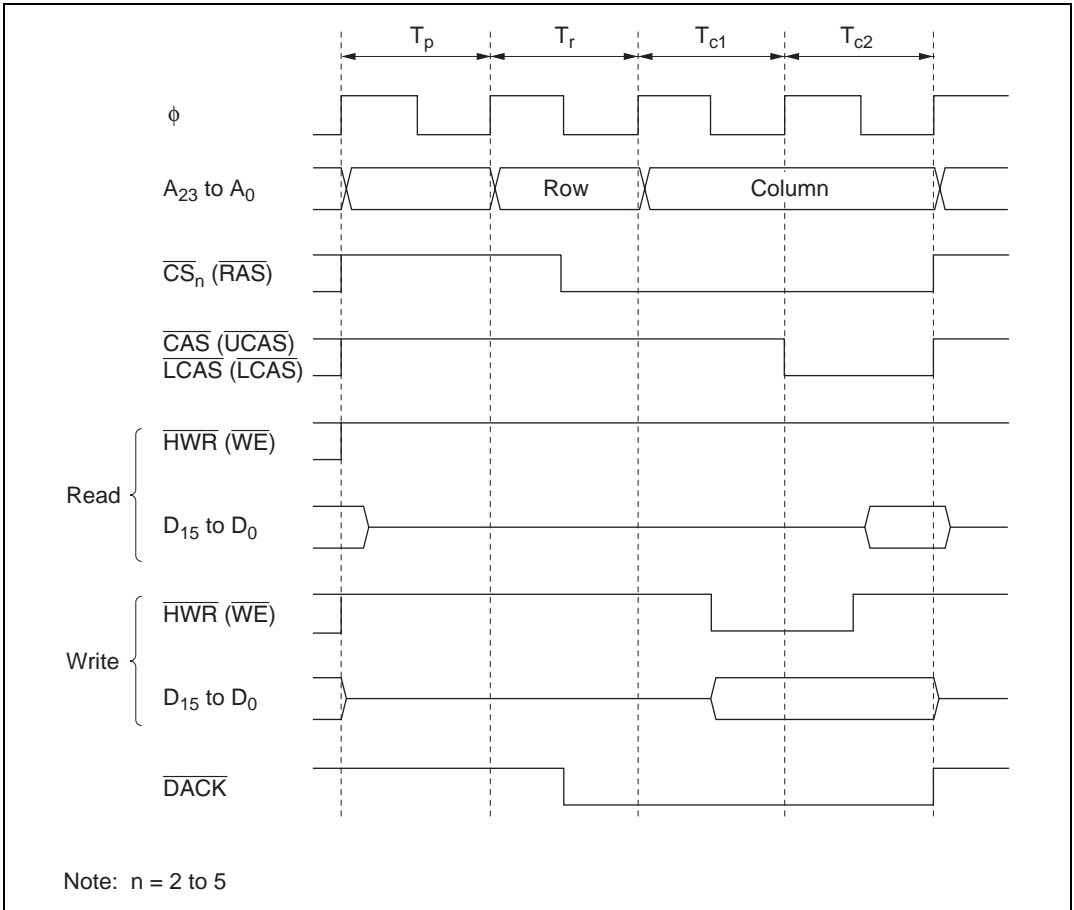 Tp Tr Tc1 Tc2
φ
A23 to A0 Row Column
CSn (RAS)
CAS (UCAS)
LCAS (LCAS)
HWR (WE)
Read
D15 to D0
HWR (WE)
Write
D15 to D0
DACK
Note: n = 2 to 5